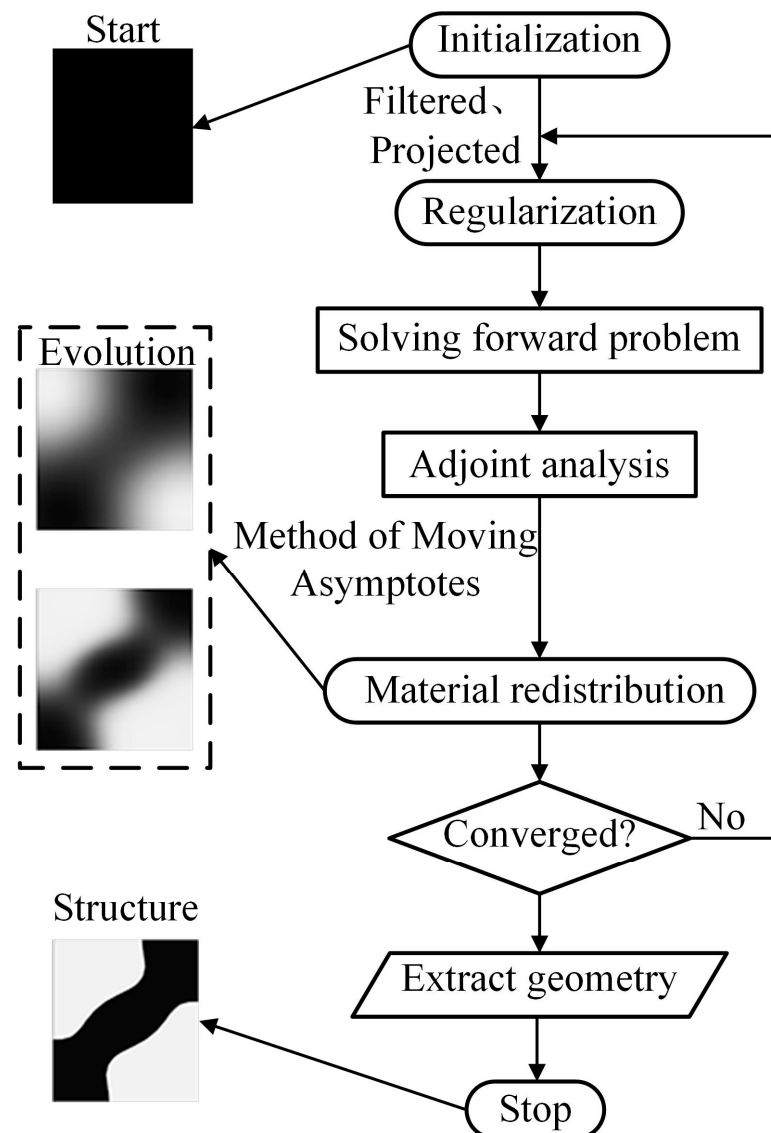 Start
Initialization
Filtered、
Projected
Regularization
Solving forward problem
Evolution
Adjoint analysis
Method of Moving
Asymptotes
Material redistribution
Converged?
No
Structure
Extract geometry
Stop